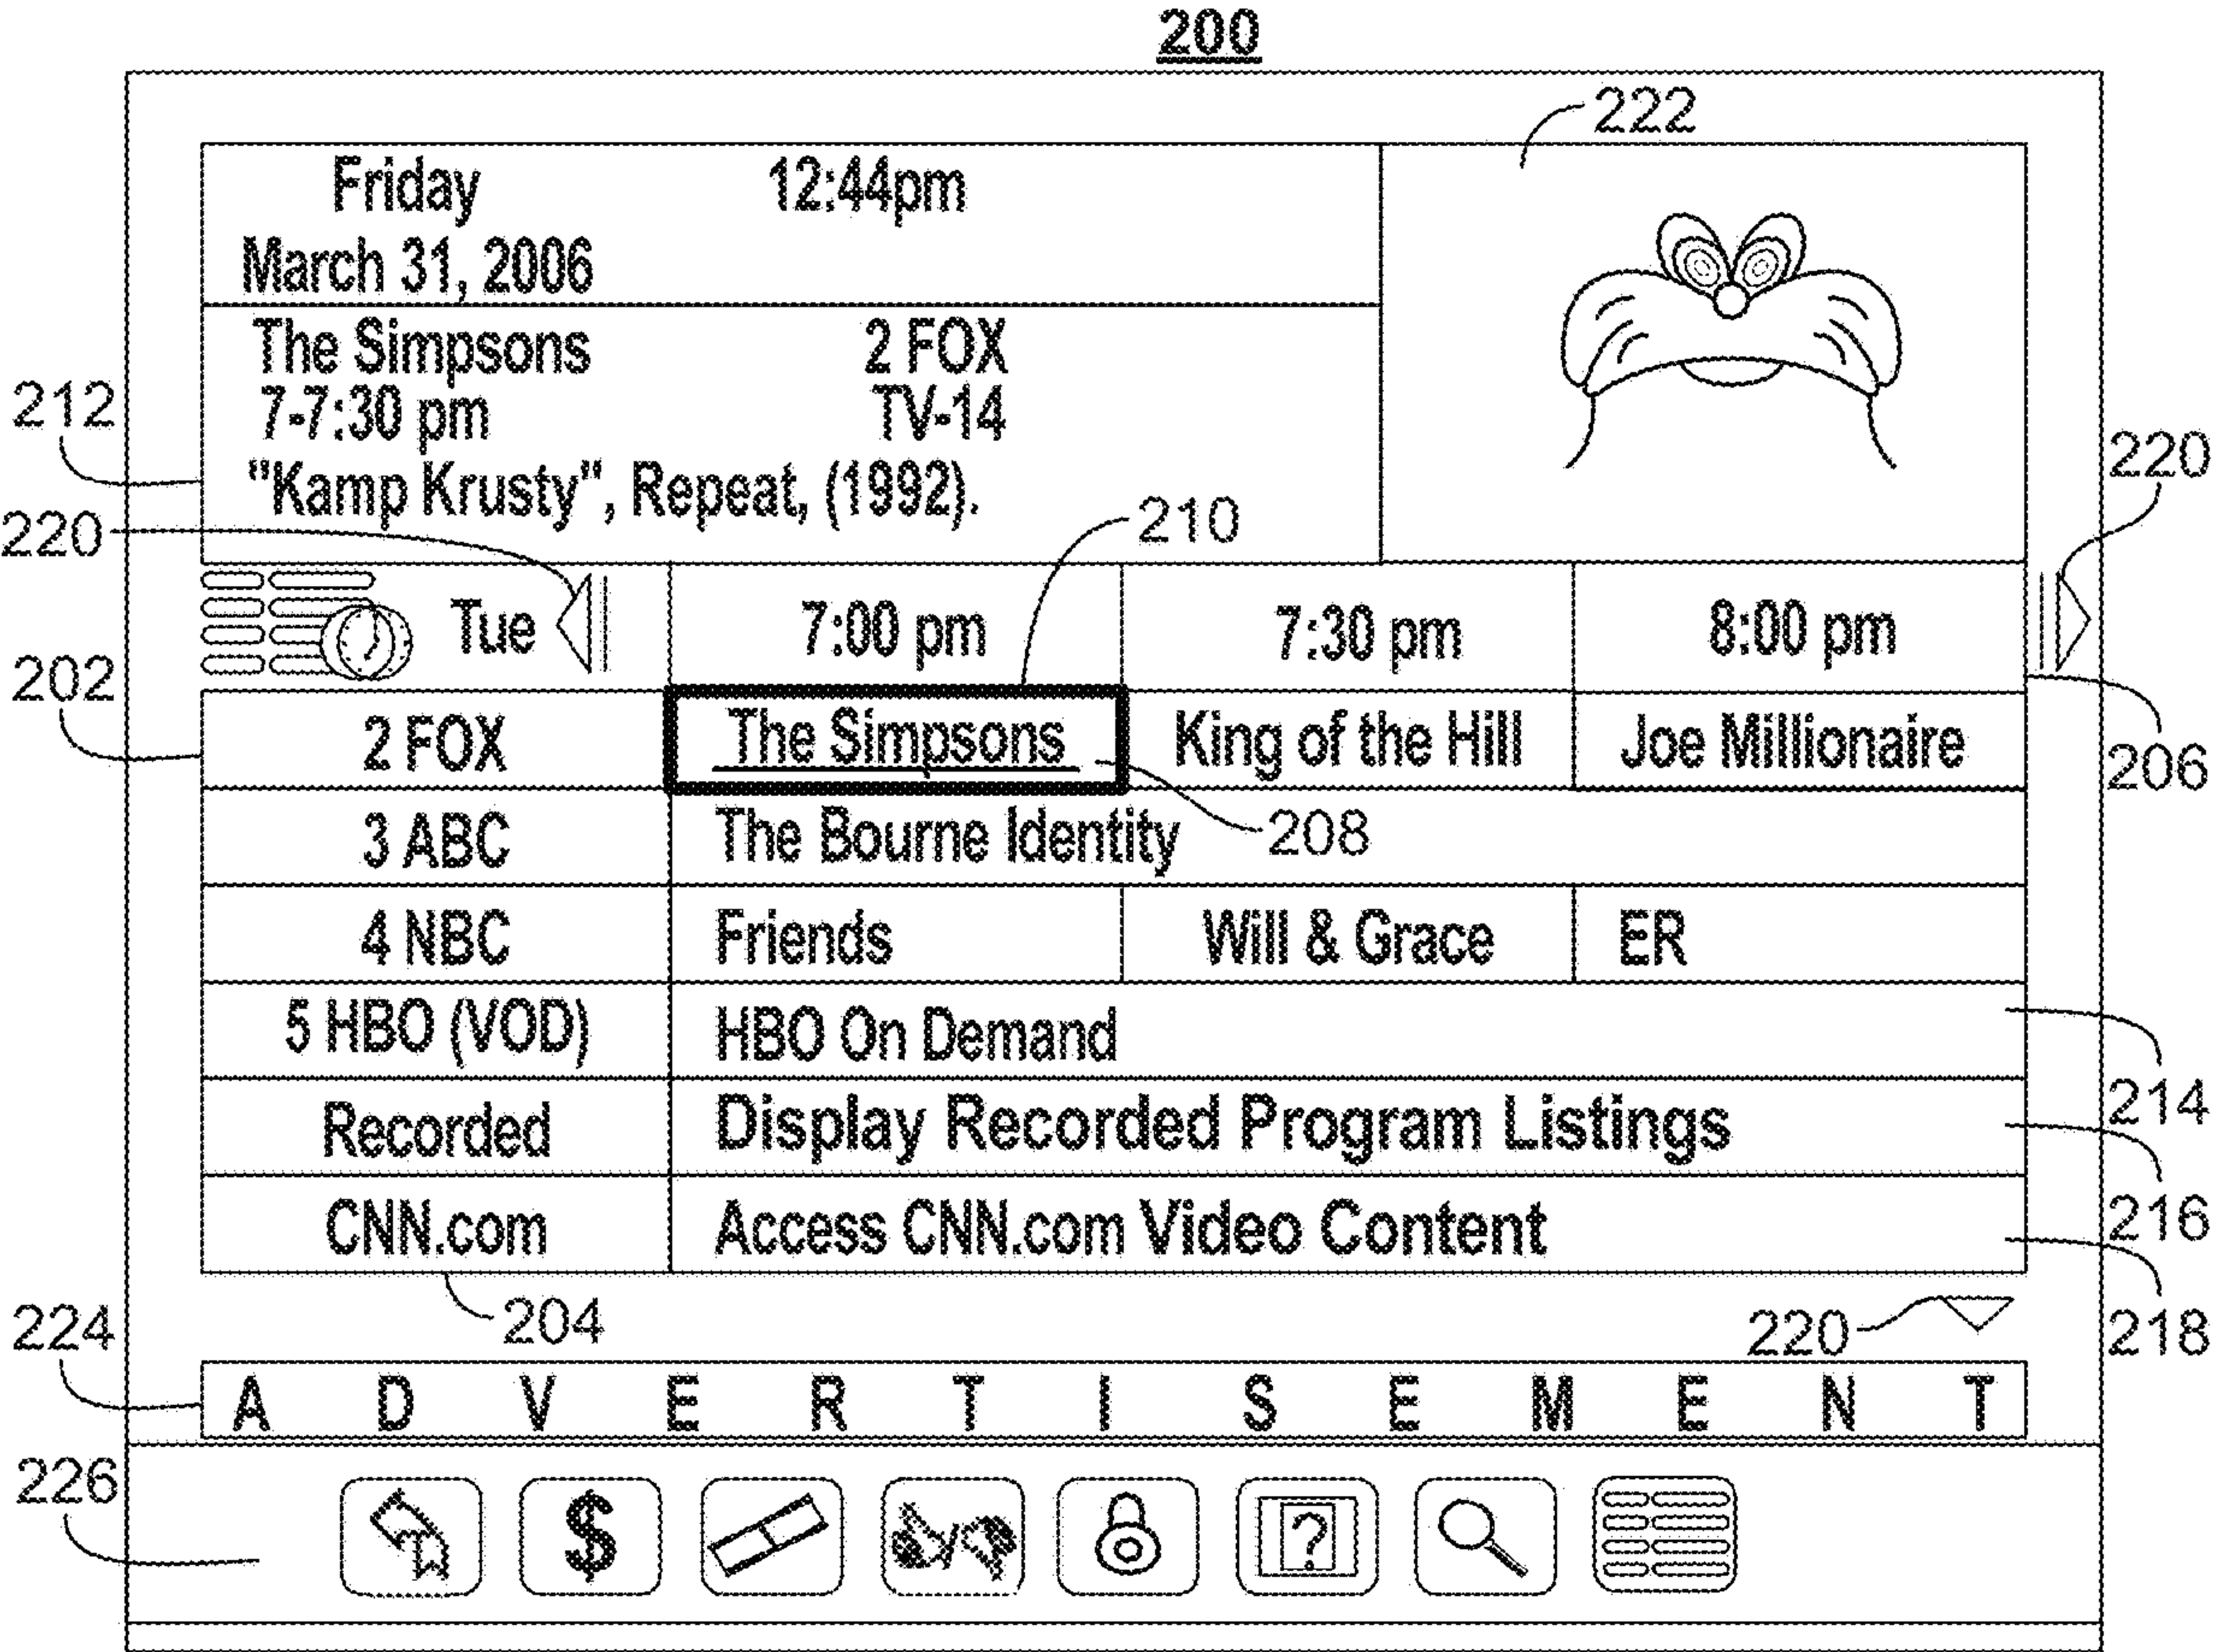 200
222
Friday 12:44pm
March 31, 2006
The Simpsons 2 FOX
212
7-7:30 pm TV-14
220
"Kamp Krusty", Repeat, (1992).
210
220
Tue 7:00 pm 7:30 pm 8:00 pm
202
2 FOX The Simpsons King of the Hill Joe Millionaire
206
3 ABC The Bourne Identity 208
4 NBC Friends Will & Grace ER
5 HBO (VOD) HBO On Demand
214
Recorded Display Recorded Program Listings
216
CNN.com Access CNN.com Video Content
204
220
218
224
A D V E R T I S E M E N T
226
$ ?